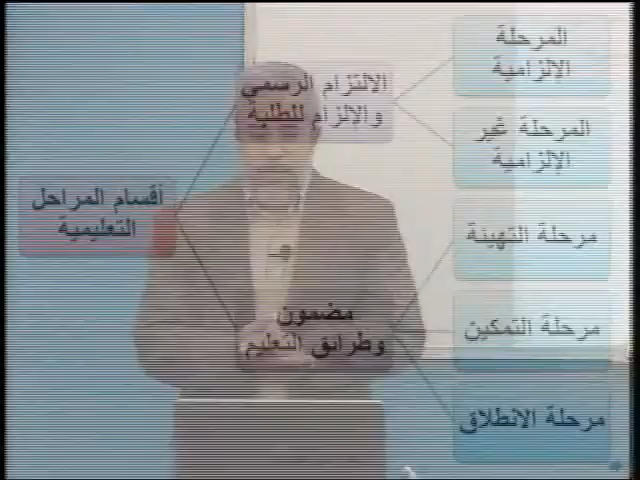 أقسام المراحل
التعليمية
الالتزام الرسمي
والإلزام للطلبة
المرحلة
الإلزامية
المرحلة غير
الإلزامية
مضمون
وطرائق التعليم
مرحلة التهيئة
مرحلة التمكين
مرحلة الانطلاق